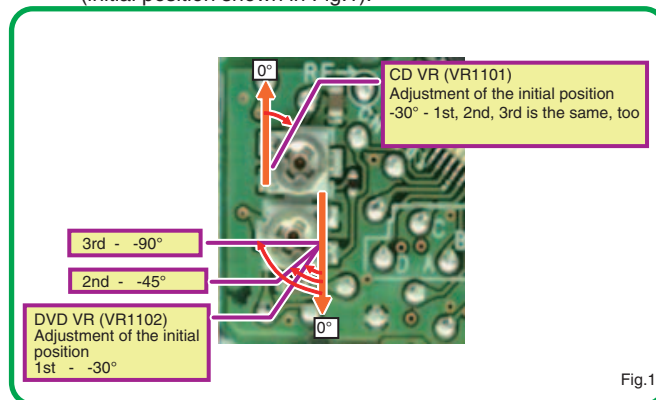 (initial position shown in Fig.1).
0°
CD VR (VR1101)
Adjustment of the initial position
-30° - 1st, 2nd, 3rd is the same, too
3rd - -90°
2nd - -45°
DVD VR (VR1102)
Adjustment of the initial
position
1st - -30°
0°
D A
C
B
Fig.1